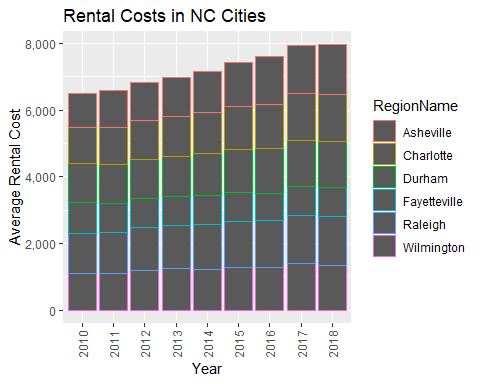 Rental Costs in NC Cities
Average Rental Cost
8,000
6,000
4,000
2,000
0
2010 2011 2012 2013 2014 2015 2016 2017 2018
Year
RegionName
Asheville
Charlotte
Durham
Fayetteville
Raleigh
Wilmington